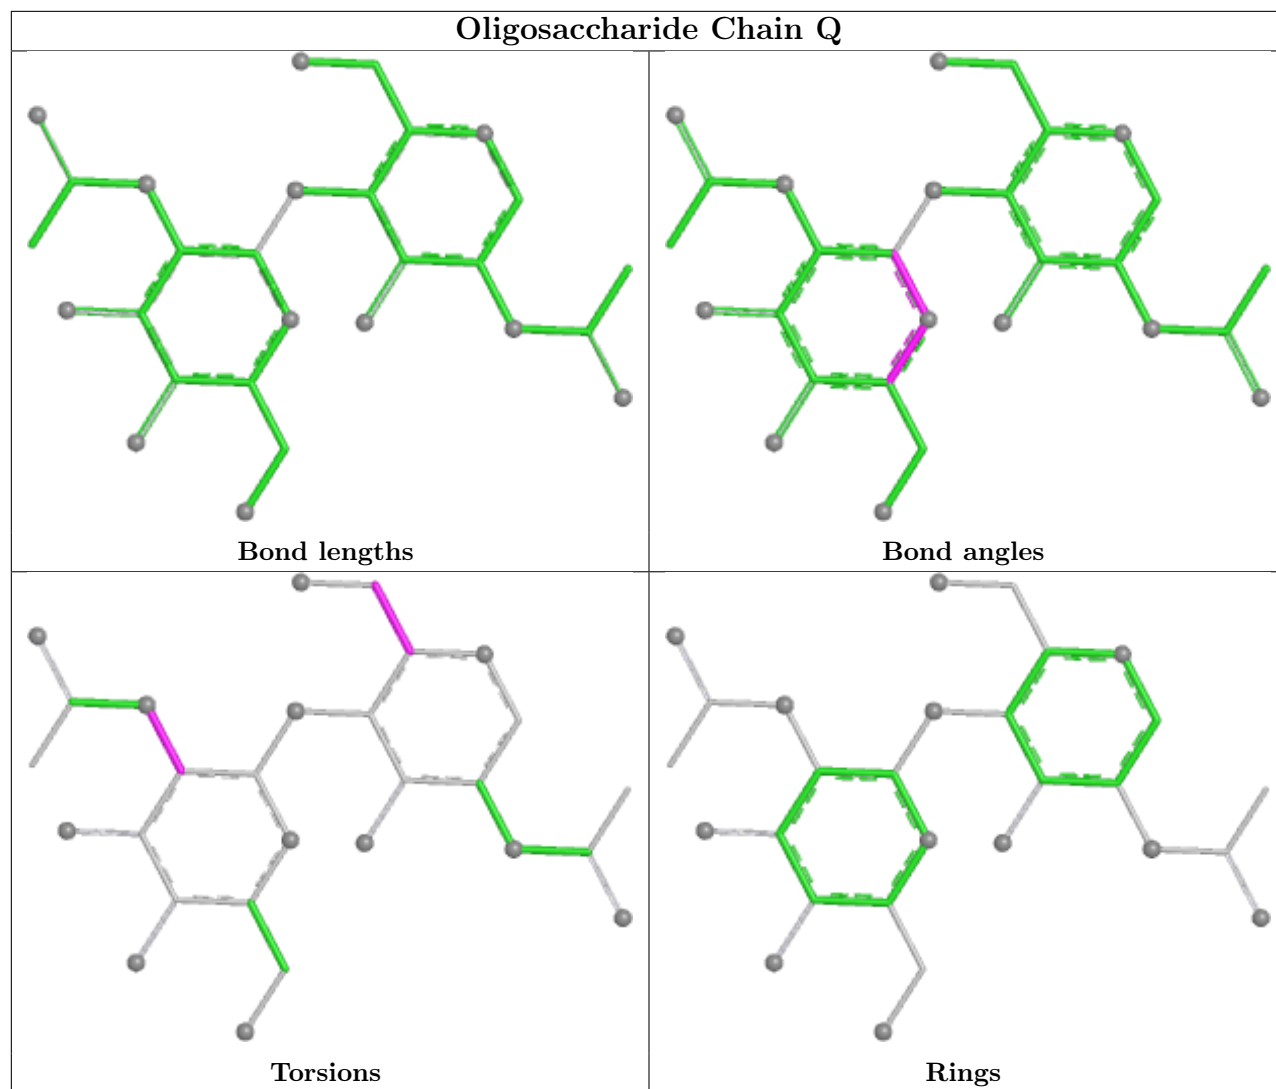 Oligosaccharide Chain Q
Bond lengths
Bond angles
Torsions
Rings